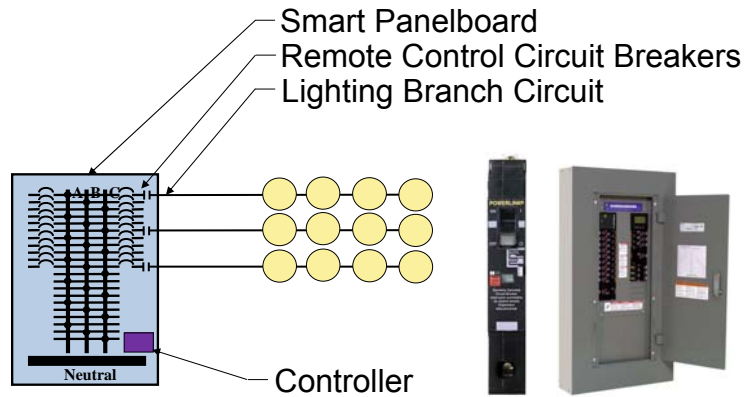 Smart Panelboard
Remote Control Circuit Breakers
Lighting Branch Circuit
A B C
POWERLINK
Neutral
Controller